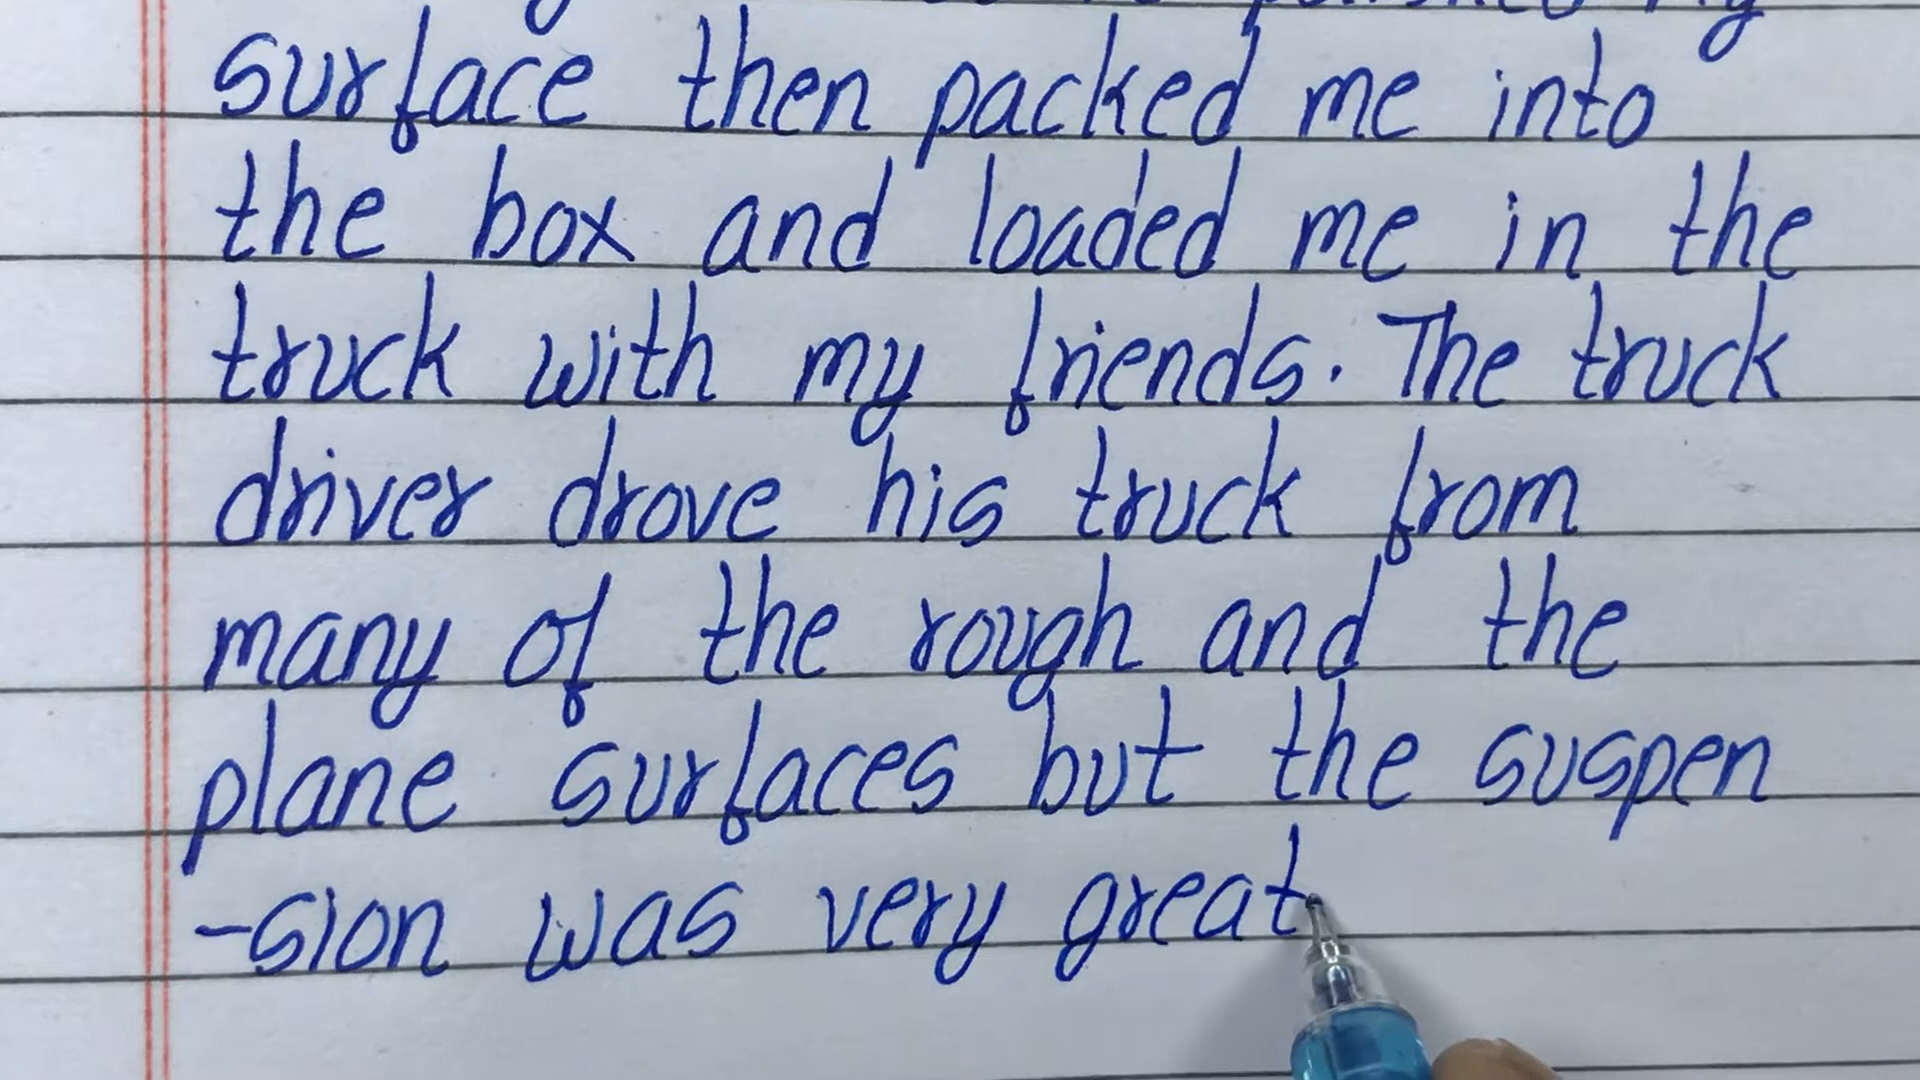 surface then packed me into
the box and loaded me in the
truck with my friends. The truck
driver drove his truck from
many of the rough and the
plane surfaces but the suspen
-sion was very great